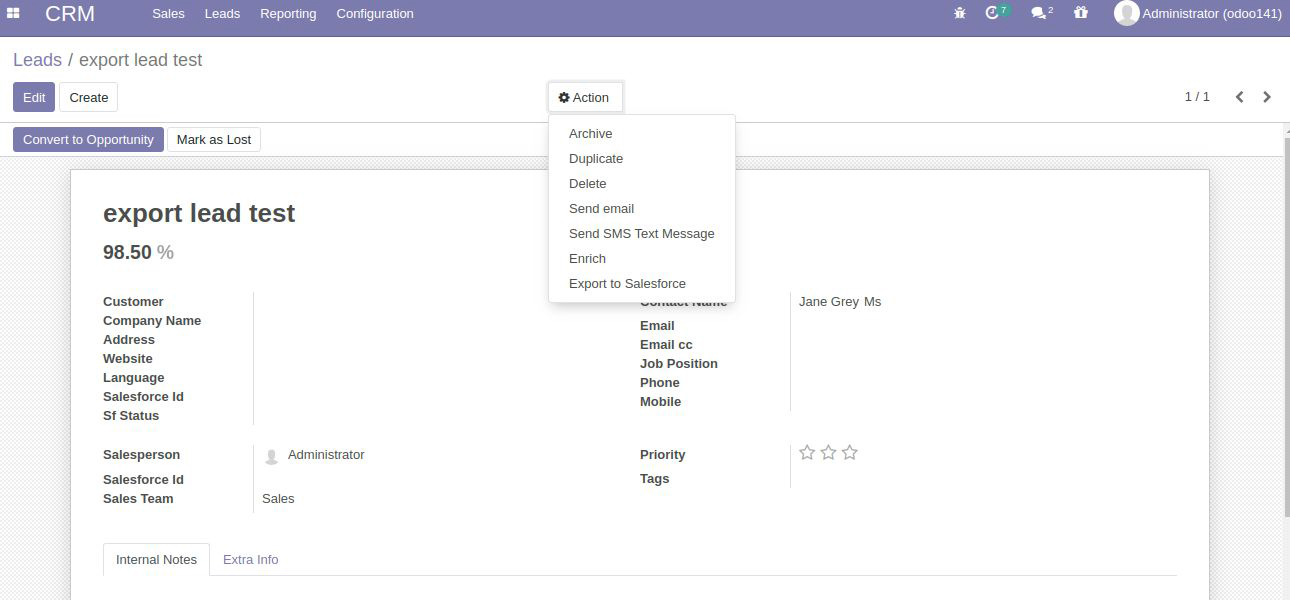 CRM Sales Leads Reporting Configuration 7 2 Administrator (odoo141)
Leads / export lead test
Edit Create Action 1 / 1
Convert to Opportunity Mark as Lost
Archive
Duplicate
Delete
Send email
Send SMS Text Message
Enrich
Export to Salesforce
export lead test
98.50 %
Customer
Company Name
Address
Website
Language
Salesforce Id
Sf Status
Contact Name Jane Grey Ms
Email
Email cc
Job Position
Phone
Mobile
Salesperson Administrator
Salesforce Id
Sales Team Sales
Priority
Tags
Internal Notes Extra Info